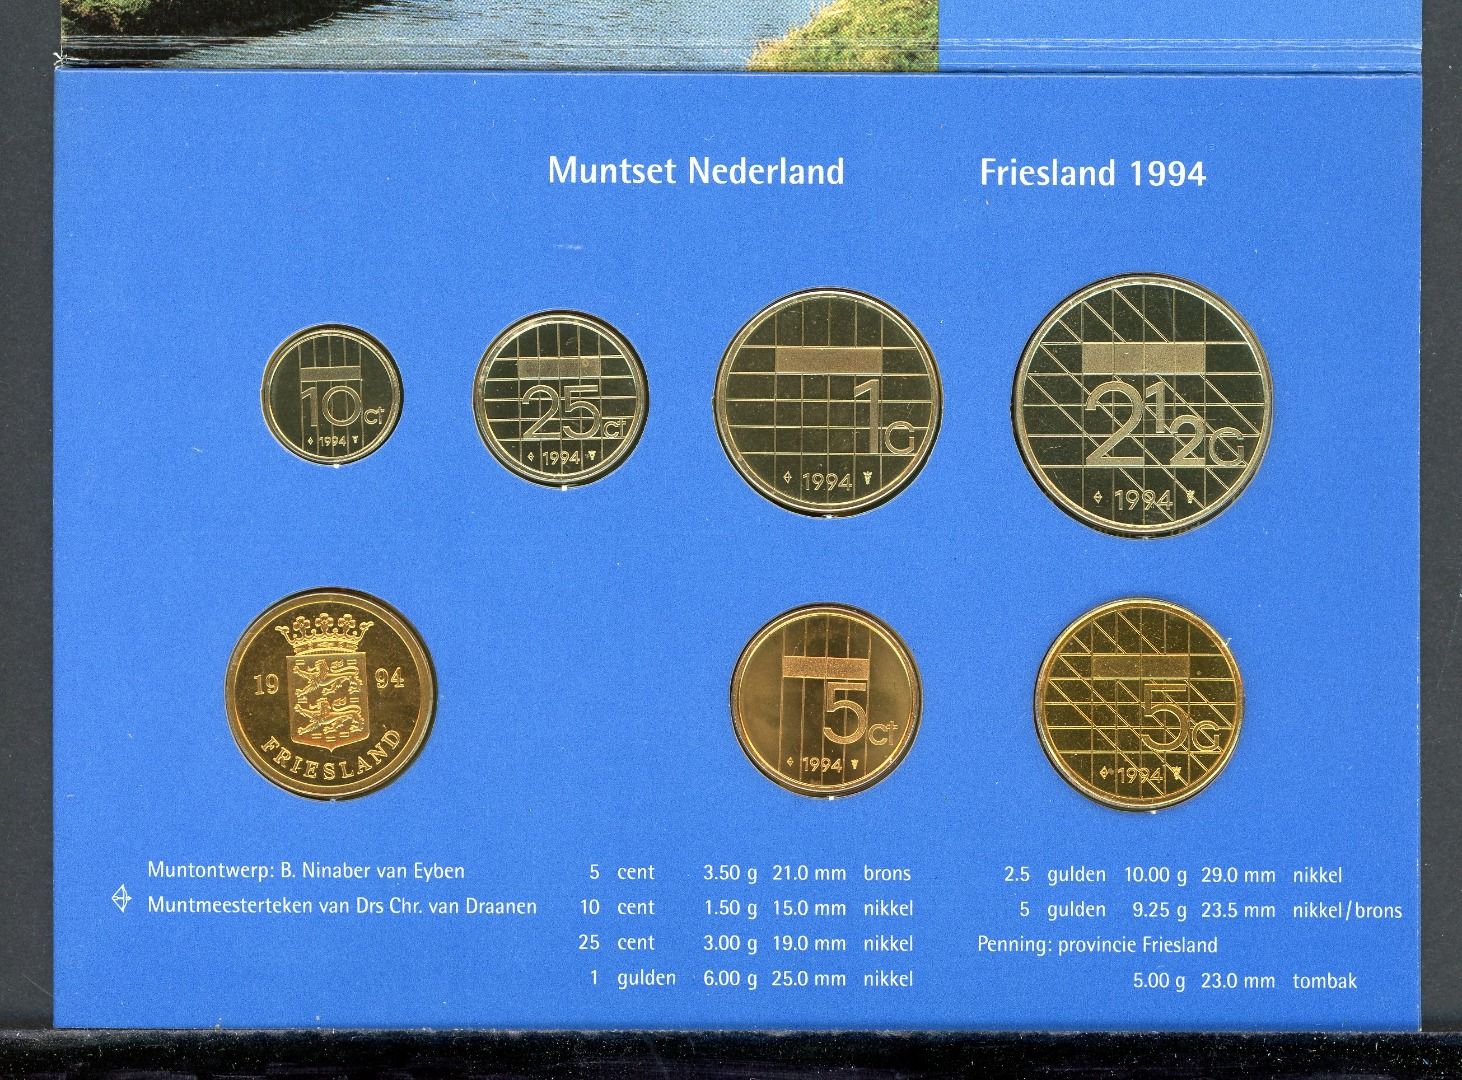 Muntset Nederland Friesland 1994
10ct
1994
25ct
1994
1G
1994
2½G
1994
19 94
FRIESLAND
5ct
1994
5G
1994
Muntontwerp: B. Ninaber van Eyben
Muntmeesterteken van Drs Chr. van Draanen
5 cent 3.50 g 21.0 mm brons
10 cent 1.50 g 15.0 mm nikkel
25 cent 3.00 g 19.0 mm nikkel
1 gulden 6.00 g 25.0 mm nikkel
2.5 gulden 10.00 g 29.0 mm nikkel
5 gulden 9.25 g 23.5 mm nikkel/brons
Penning: provincie Friesland
5.00 g 23.0 mm tombak